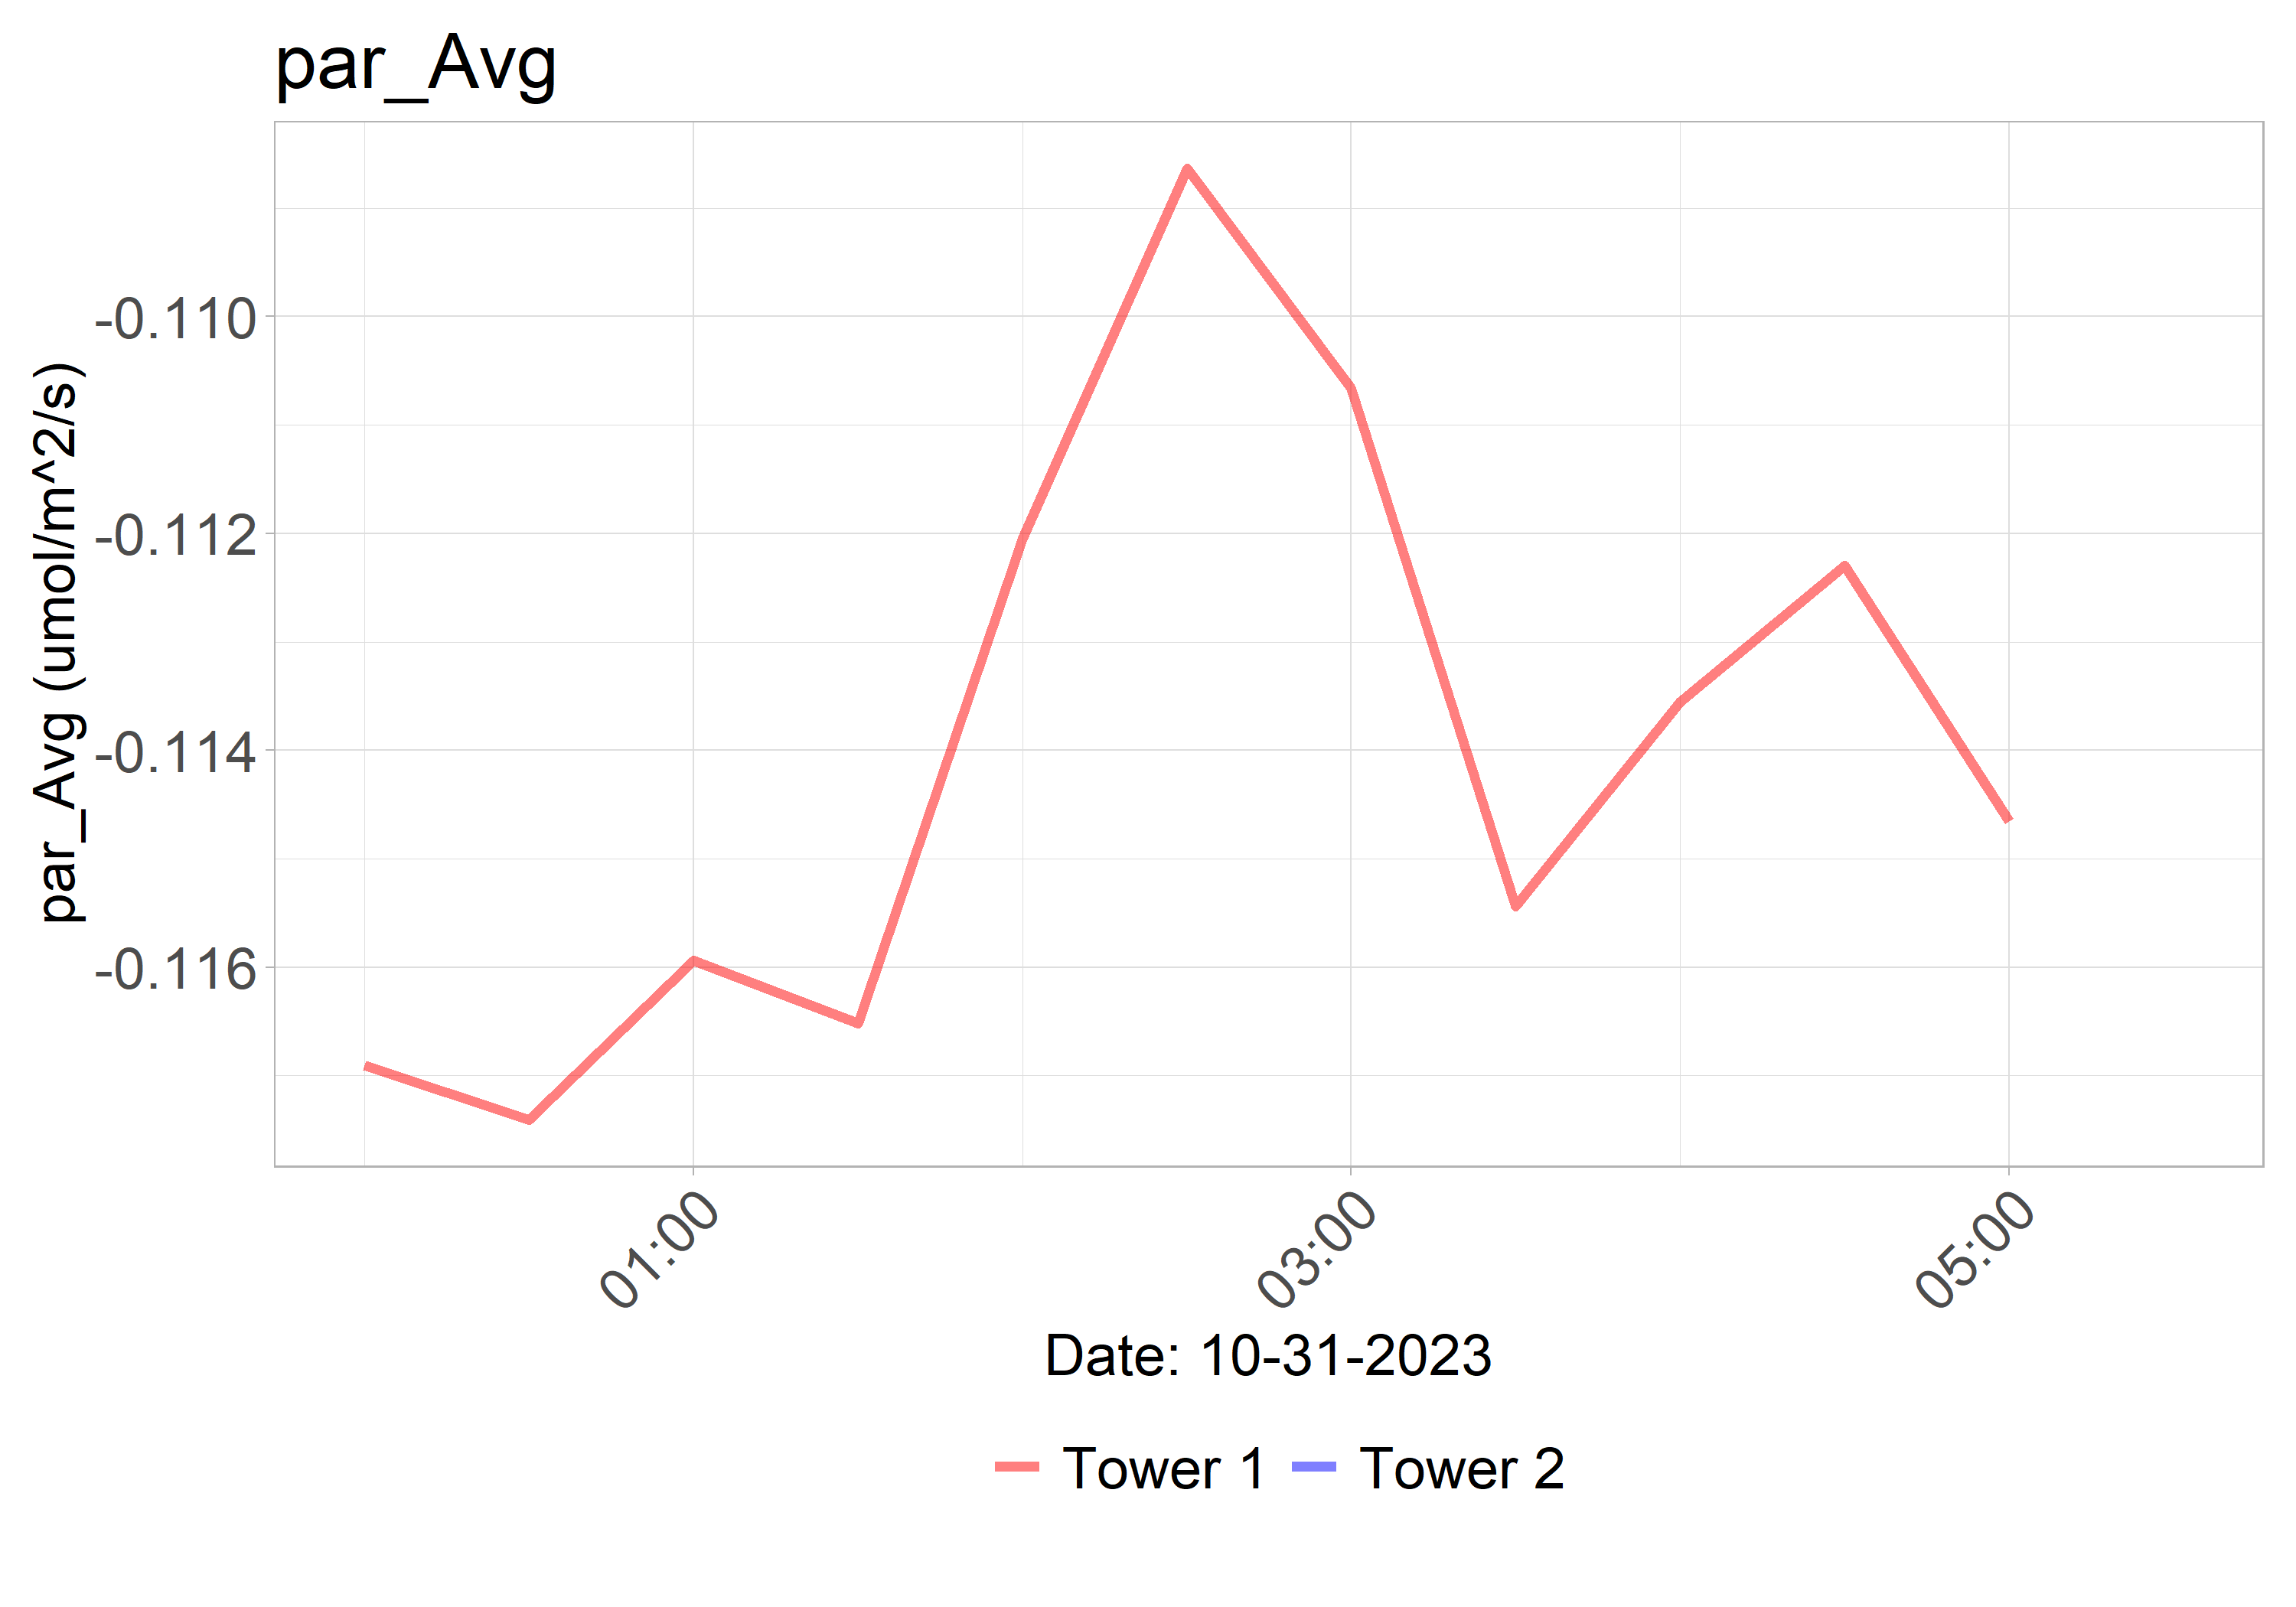 par_Avg
par_Avg (umol/m^2/s)
-0.110
-0.112
-0.114
-0.116
01:00
03:00
05:00
Date: 10-31-2023
Tower 1
Tower 2